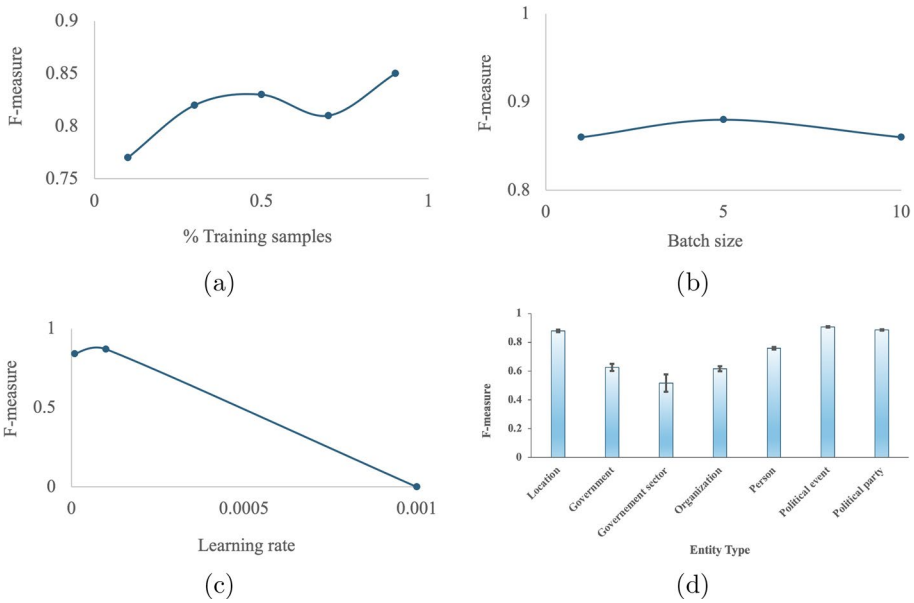 0.9
0.85
0.8
0.75
0
0.5
1
F-measure
% Training samples
(a)
1
0.9
0.8
0
5
10
F-measure
Batch size
(b)
1
0.5
0
0
0.0005
0.001
F-measure
Learning rate
(c)
1
0.8
0.6
0.4
0.2
0
F-measure
Location
Government
Governement sector
Organization
Person
Political event
Political party
Entity Type
(d)